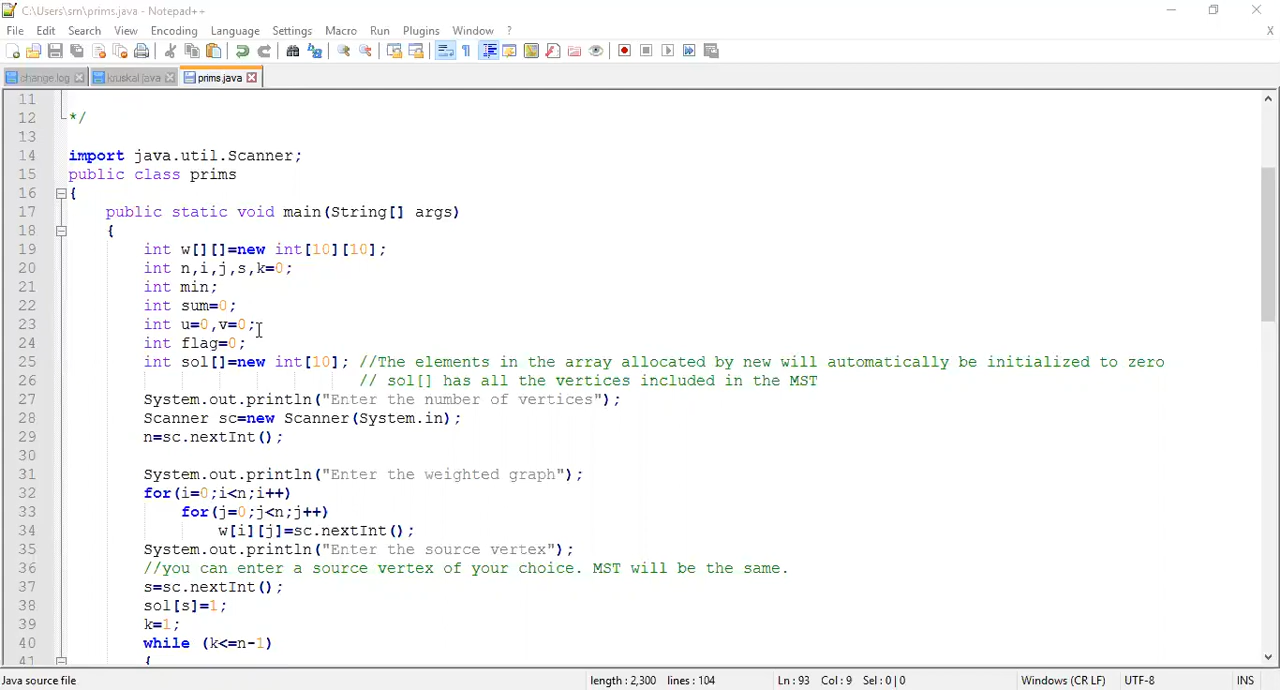 C:\Users\sm\prims.java - Notepad++
File Edit Search View Encoding Language Settings Macro Run Plugins Window ? X
change.log kruskal.java prims.java
11
12 */
13
14 import java.util.Scanner;
15 public class prims
16 {
17 public static void main(String[] args)
18 {
19 int w[][]=new int[10][10];
20 int n,i,j,s,k=0;
21 int min;
22 int sum=0;
23 int u=0,v=0;
24 int flag=0;
25 int sol[]=new int[10]; //The elements in the array allocated by new will automatically be initialized to zero
26 // sol[] has all the vertices included in the MST
27 System.out.println("Enter the number of vertices");
28 Scanner sc=new Scanner(System.in);
29 n=sc.nextInt();
30
31 System.out.println("Enter the weighted graph");
32 for(i=0;i<n;i++)
33 for(j=0;j<n;j++)
34 w[i][j]=sc.nextInt();
35 System.out.println("Enter the source vertex");
36 //you can enter a source vertex of your choice. MST will be the same.
37 s=sc.nextInt();
38 sol[s]=1;
39 k=1;
40 while (k<=n-1)
41 {
Java source file length : 2,300 lines : 104 Ln : 93 Col : 9 Sel : 0 | 0 Windows (CR LF) UTF-8 INS